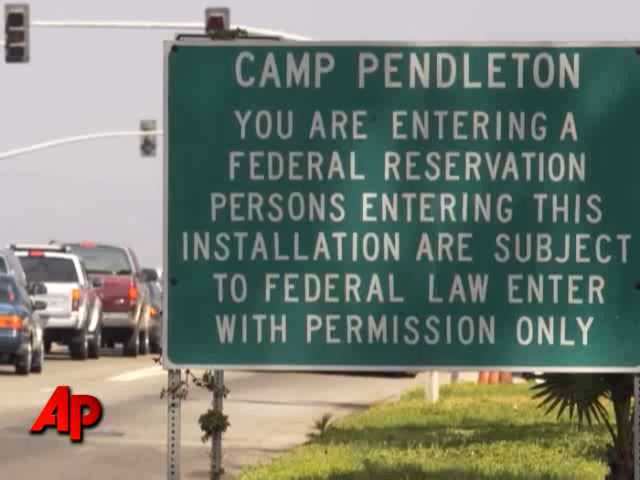 CAMP PENDLETON
YOU ARE ENTERING A
FEDERAL RESERVATION
PERSONS ENTERING THIS
INSTALLATION ARE SUBJECT
TO FEDERAL LAW ENTER
WITH PERMISSION ONLY
AP